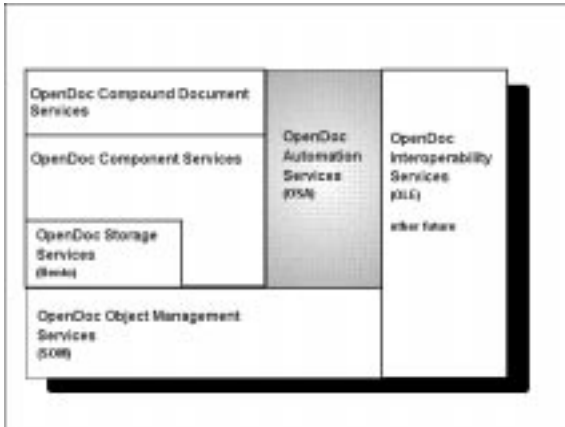 OpenDoc Compound Document
Services
OpenDoc Component Services
OpenDoc Storage
Services
(Bento)
OpenDoc Object Management
Services
(SOM)
OpenDoc
Automation
Services
(OSA)
OpenDoc
Interoperability
Services
(OLE)
other future